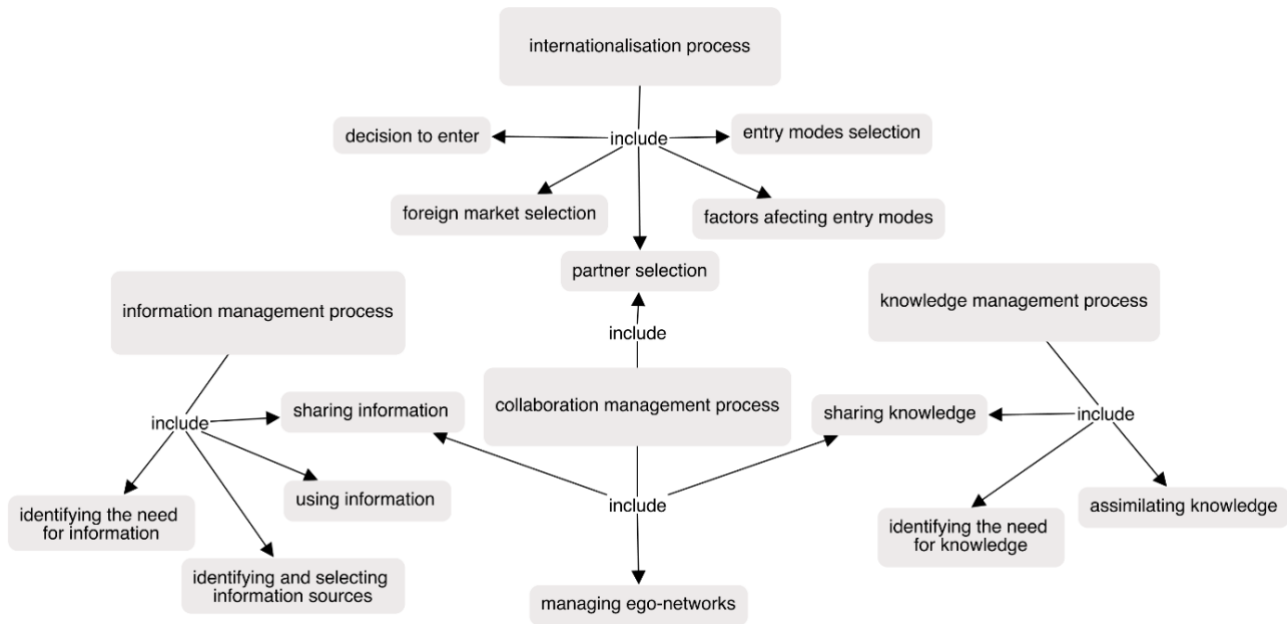 internationalisation process
decision to enter
include
entry modes selection
foreign market selection
factors afecting entry modes
partner selection
information management process
knowledge management process
include
collaboration management process
sharing information
sharing knowledge
include
include
using information
identifying the need
for information
include
assimilating knowledge
identifying the need
for knowledge
identifying and selecting
information sources
managing ego-networks